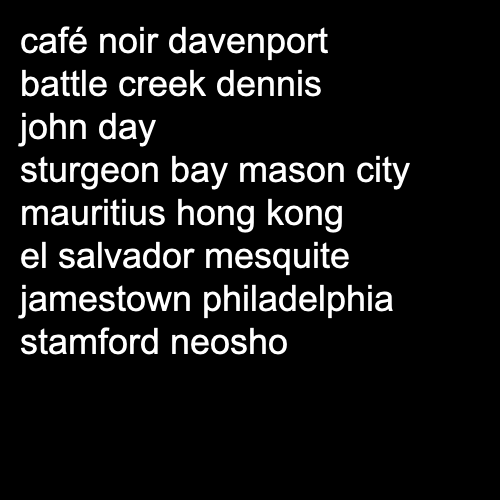 café noir davenport
battle creek dennis
john day
sturgeon bay mason city
mauritius hong kong
el salvador mesquite
jamestown philadelphia
stamford neosho